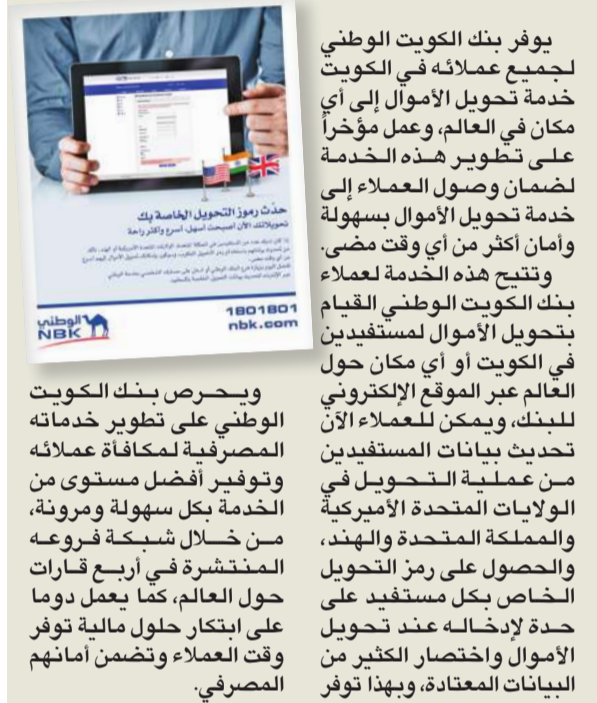 يوفر بنك الكويت الوطني
لجميع عملائه في الكويت
خدمة تحويل الأموال إلى أي
مكان في العالم، وعمل مؤخراً
على تطوير هذه الخدمة
لضمان وصول العملاء إلى
خدمة تحويل الأموال بسهولة
وأمان أكثر من أي وقت مضى.
وتتيح هذه الخدمة لعملاء
بنك الكويت الوطني القيام
بتحويل الأموال لمستفيدين
في الكويت أو أي مكان حول
العالم عبر الموقع الإلكتروني
للبنك، ويمكن للعملاء الآن
تحديث بيانات المستفيدين
من عملية التحويل في
الولايات المتحدة الأميركية
والمملكة المتحدة والهند،
والحصول على رمز التحويل
الخاص بكل مستفيد على
حدة لإدخاله عند تحويل
الأموال واختصار الكثير من
البيانات المعتادة، وبهذا توفر
حدّث رموز التحويل الخاصة بك
تحويلاتك الآن أصبحت أسهل، أسرع وأكثر راحة
1801801
nbk.com
الوطني
NBK
ويحرص بنك الكويت
الوطني على تطوير خدماته
المصرفية لمكافأة عملائه
وتوفير أفضل مستوى من
الخدمة بكل سهولة ومرونة،
من خلال شبكة فروعه
المنتشرة في أربع قارات
حول العالم، كما يعمل دوما
على ابتكار حلول مالية توفر
وقت العملاء وتضمن أمانهم
المصرفي.